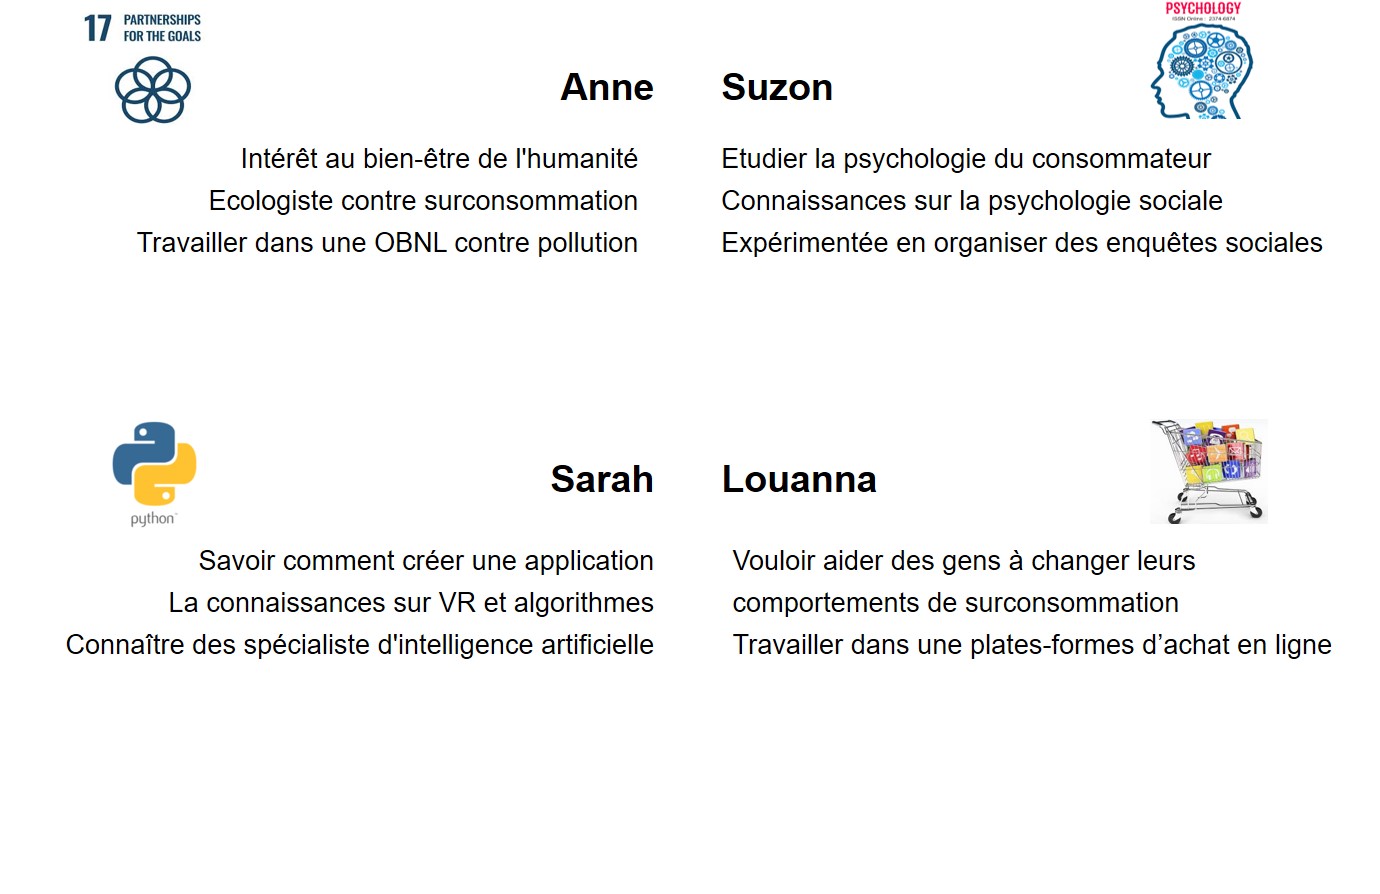 17 PARTNERSHIPS
FOR THE GOALS
Anne
Intérêt au bien-être de l'humanité
Ecologiste contre surconsommation
Travailler dans une OBNL contre pollution
PSYCHOLOGY
ISSN Online : 2374-6874
Suzon
Etudier la psychologie du consommateur
Connaissances sur la psychologie sociale
Expérimentée en organiser des enquêtes sociales
python
Sarah
Savoir comment créer une application
La connaissances sur VR et algorithmes
Connaître des spécialiste d'intelligence artificielle
Louanna
Vouloir aider des gens à changer leurs
comportements de surconsommation
Travailler dans une plates-formes d’achat en ligne